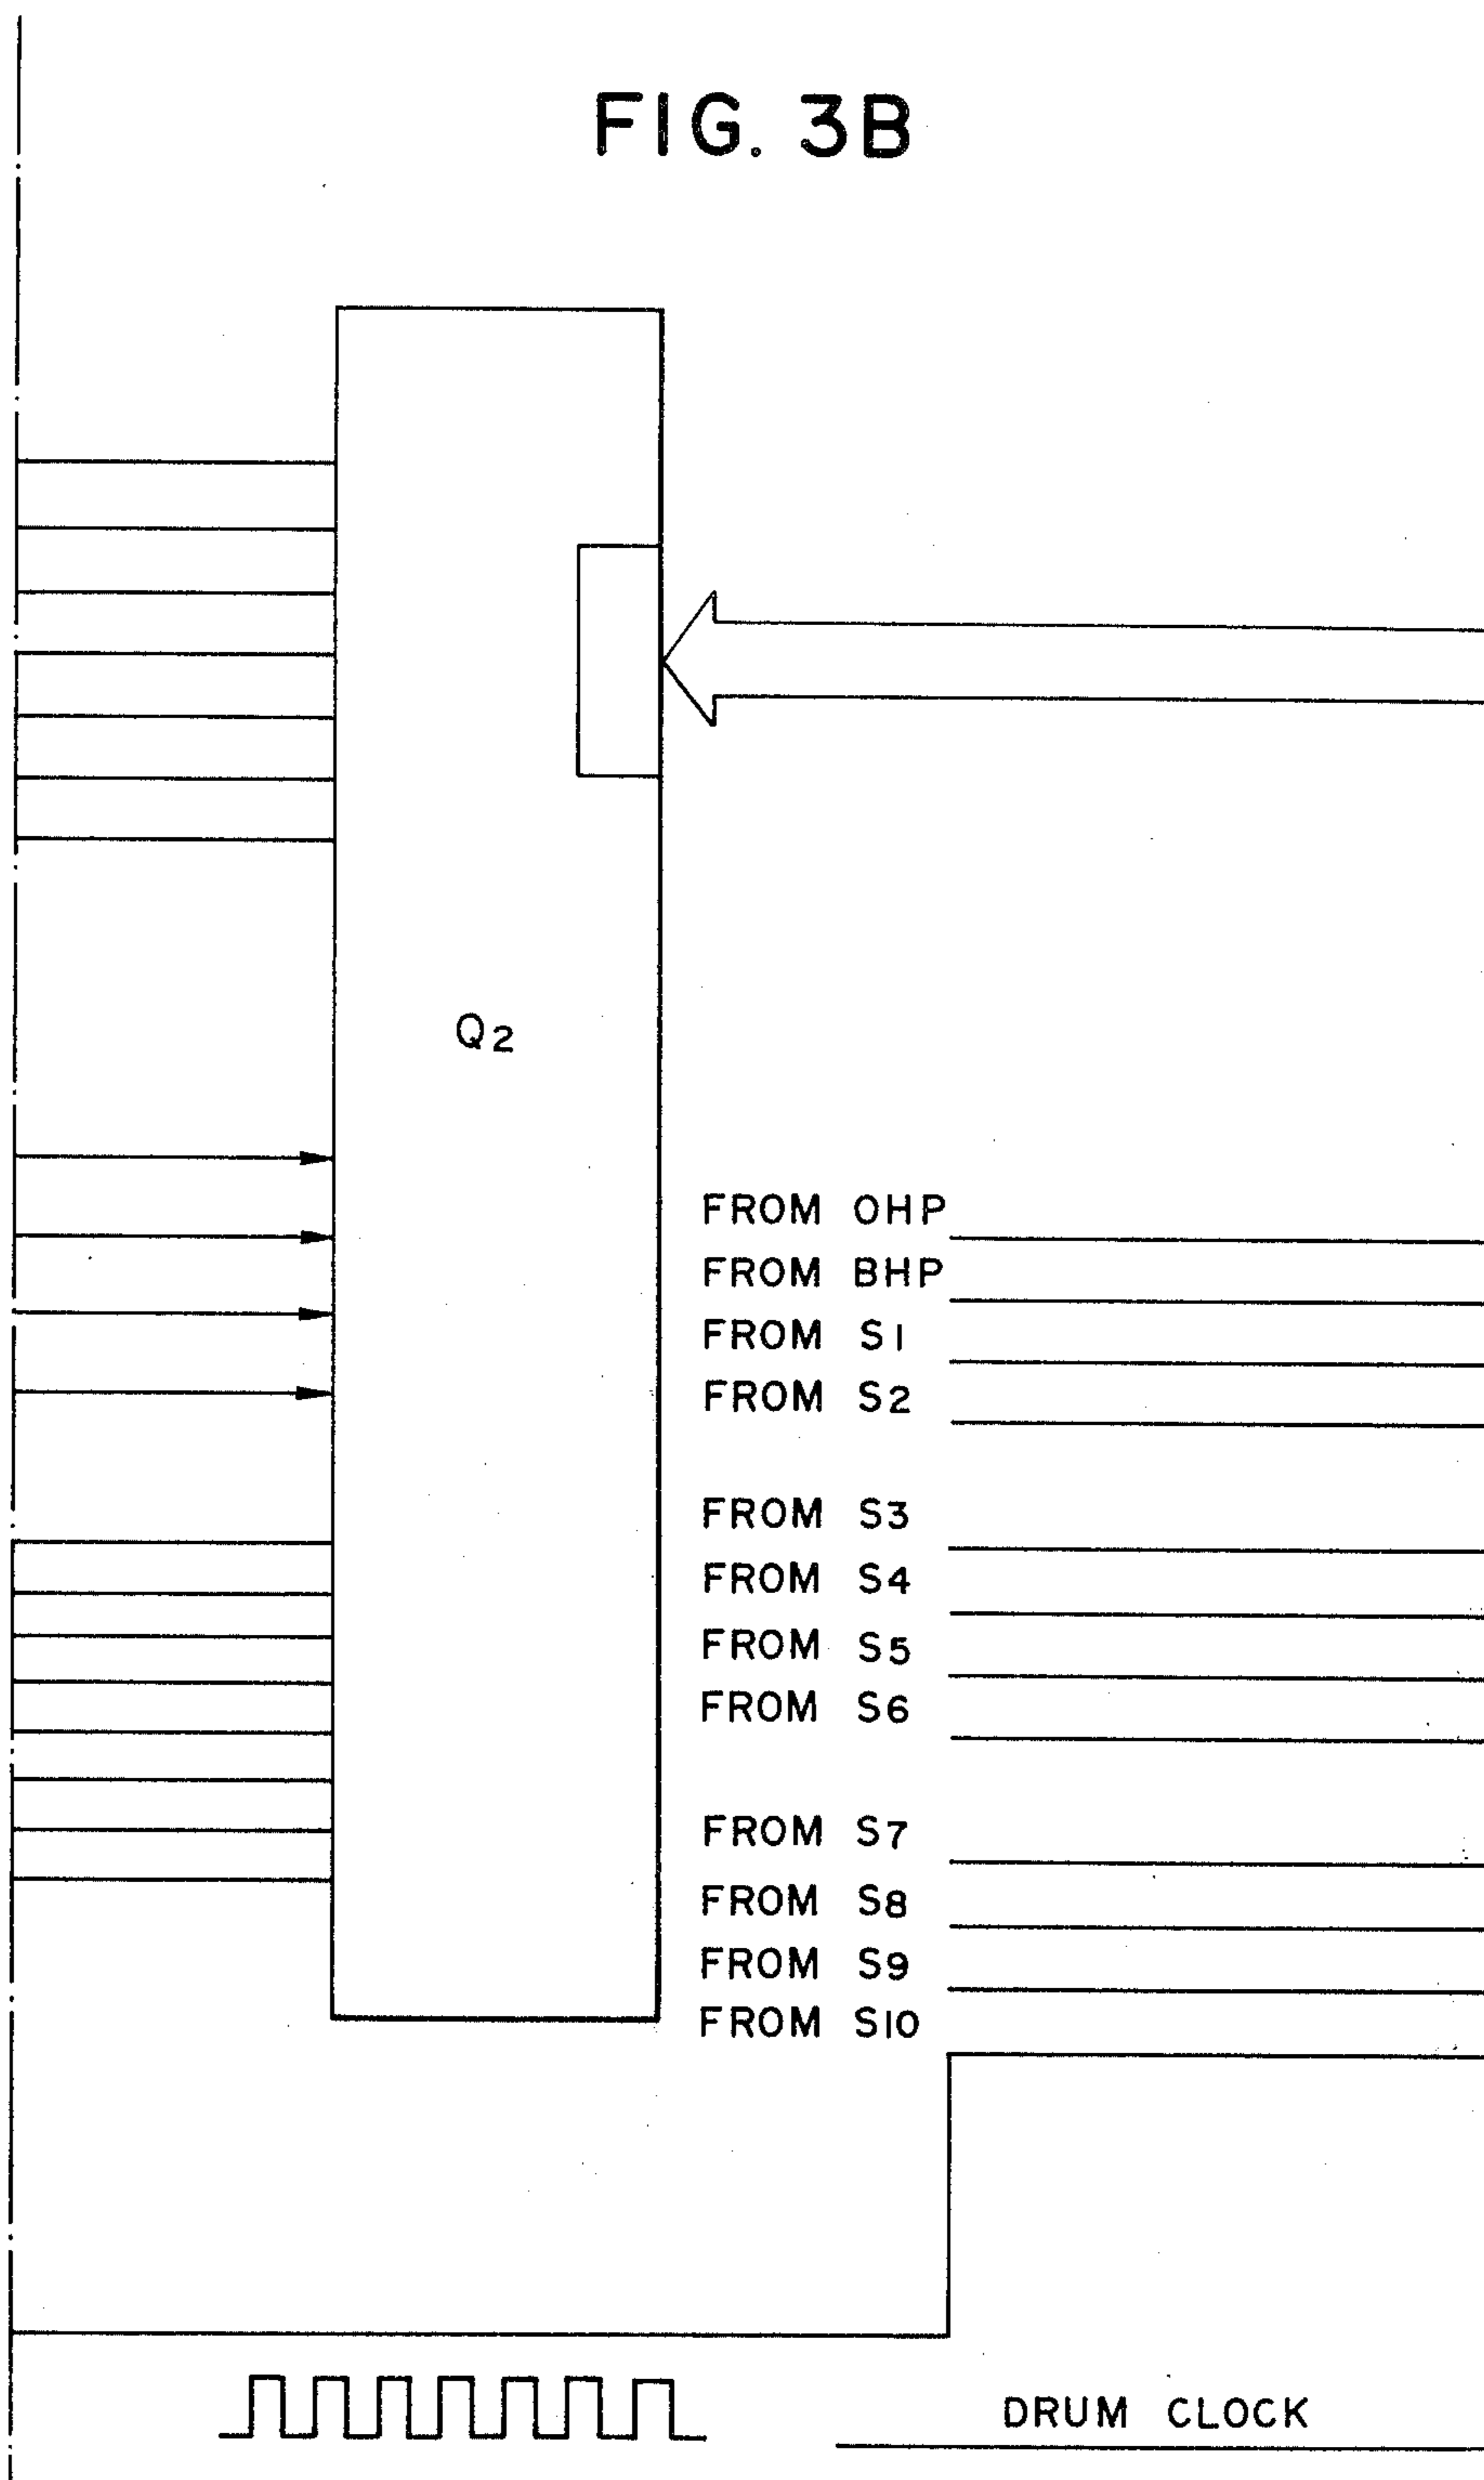 FIG. 3B
Q2
FROM OHP
FROM BHP
FROM S1
FROM S2
FROM S3
FROM S4
FROM S5
FROM S6
FROM S7
FROM S8
FROM S9
FROM S10
DRUM CLOCK